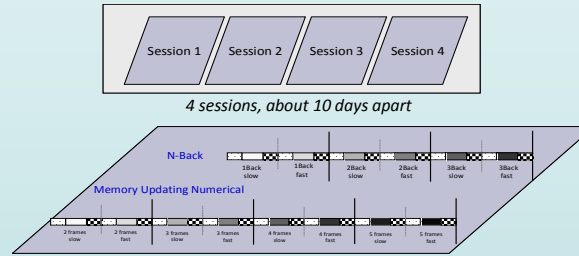 Session 1 Session 2 Session 3 Session 4
4 sessions, about 10 days apart
N-Back
1Back slow
1Back fast
2Back slow
2Back fast
3Back slow
3Back fast
Memory Updating Numerical
2 frames slow
2 frames fast
3 frames slow
3 frames fast
4 frames slow
4 frames fast
5 frames slow
5 frames fast